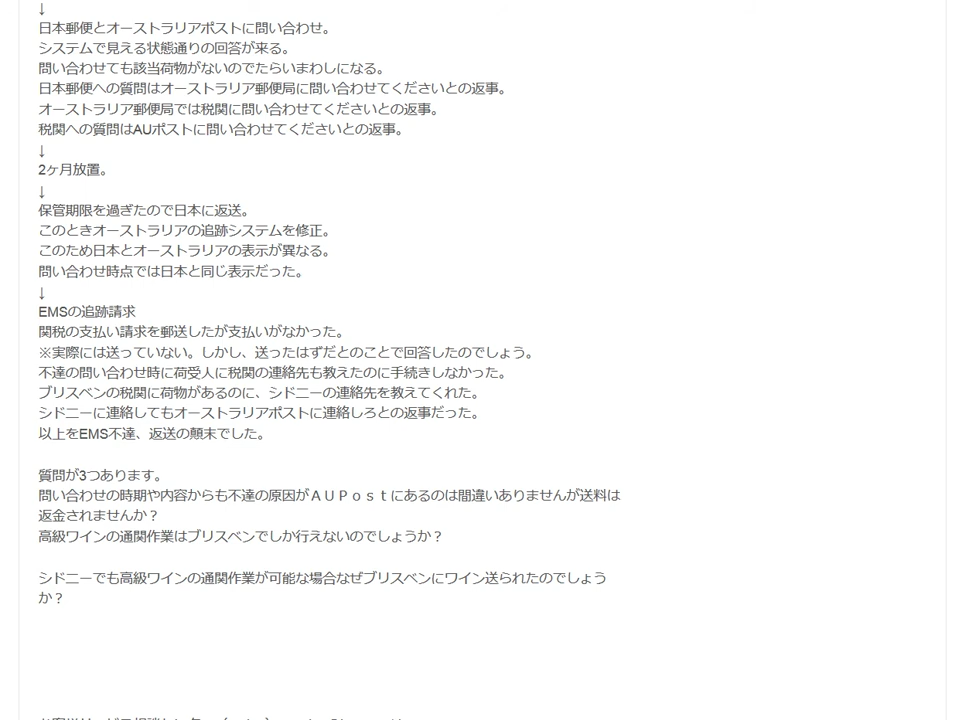 ↓
日本郵便とオーストラリアポストに問い合わせ。
システムで見える状態通りの回答が来る。
問い合わせても該当荷物がないのでたらいまわしになる。
日本郵便への質問はオーストラリア郵便局に問い合わせてくださいとの返事。
オーストラリア郵便局では税関に問い合わせてくださいとの返事。
税関への質問はAUポストに問い合わせてくださいとの返事。
↓
2ヶ月放置。
↓
保管期限を過ぎたので日本に返送。
このときオーストラリアの追跡システムを修正。
このため日本とオーストラリアの表示が異なる。
問い合わせ時点では日本と同じ表示だった。
↓
EMSの追跡請求
関税の支払い請求を郵送したが支払いがなかった。
※実際には送っていない。しかし、送ったはずだとのことで回答したのでしょう。
不達の問い合わせ時に荷受人に税関の連絡先も教えたのに手続きしなかった。
ブリスベンの税関に荷物があるのに、シドニーの連絡先を教えてくれた。
シドニーに連絡してもオーストラリアポストに連絡しろとの返事だった。
以上をEMS不達、返送の顛末でした。
質問が3つあります。
問い合わせの時期や内容からも不達の原因がＡＵＰｏｓｔにあるのは間違いありませんが送料は
返金されませんか？
高級ワインの通関作業はブリスベンでしか行えないのでしょうか？
シドニーでも高級ワインの通関作業が可能な場合なぜブリスベンにワイン送られたのでしょう
か？